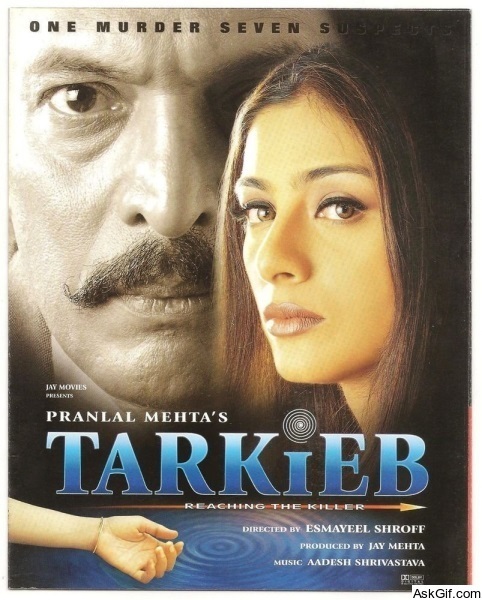 ONE MURDER SEVEN SUSPECTS
JAY MOVIES
PRESENTS
PRANLAL MEHTA'S
TARKiEB
REACHING THE KILLER
DIRECTED BY ESMAYEEL SHROFF
PRODUCED BY JAY MEHTA
MUSIC AADESH SHRIVASTAVA
AskGif.com